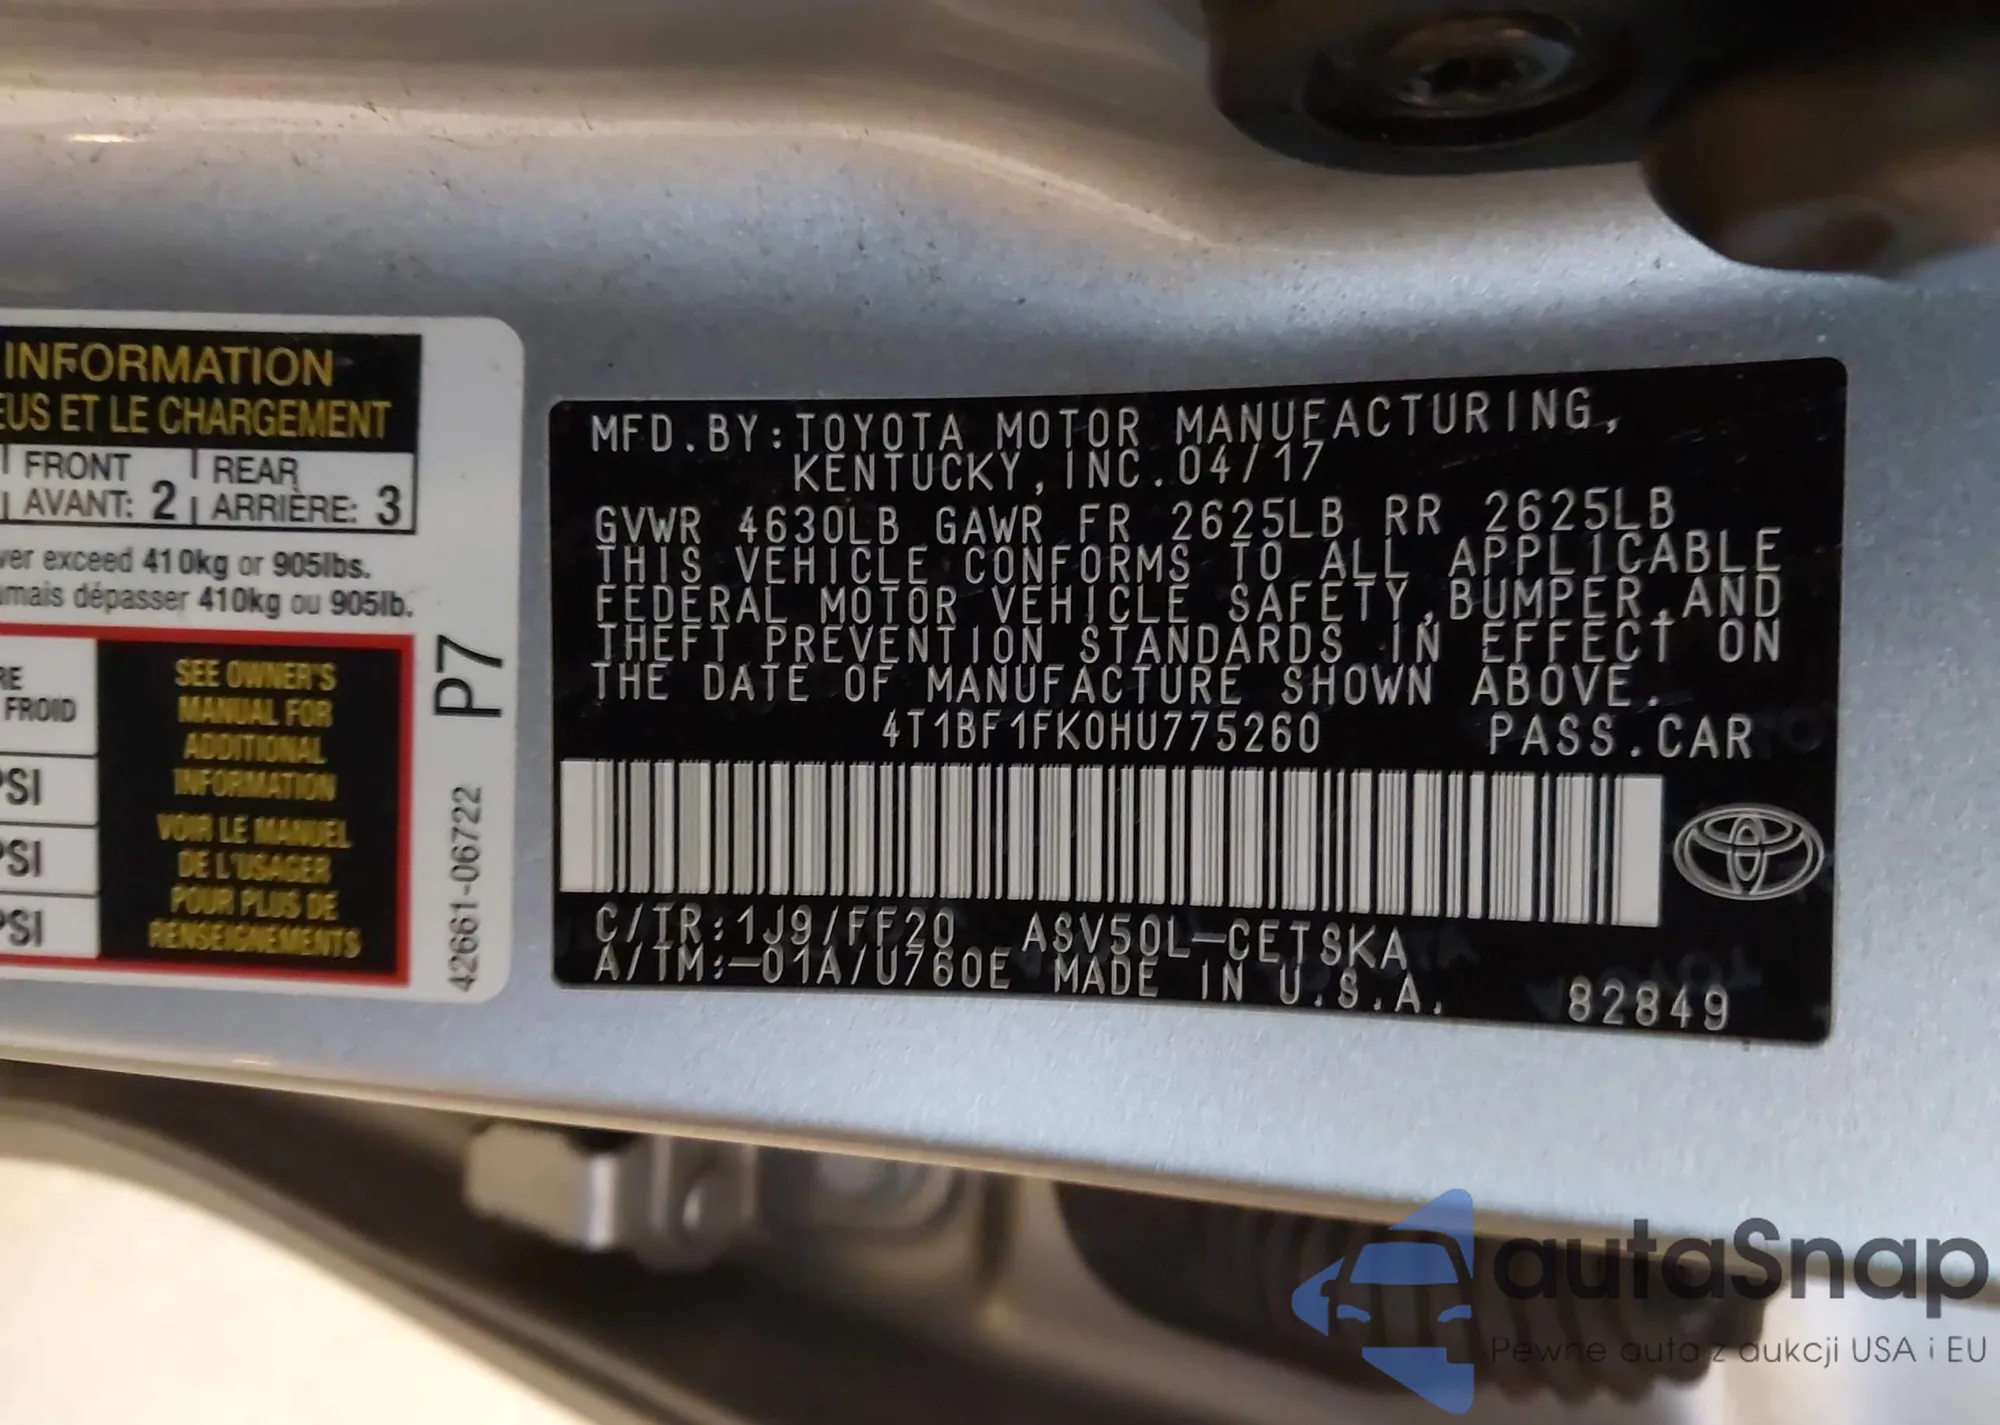 INFORMATION
EUS ET LE CHARGEMENT
FRONT REAR
AVANT: 2 ARRIÈRE: 3
ver exceed 410kg or 905lbs.
amais dépasser 410kg ou 905lb.
RE
FROID
PSI
PSI
PSI
SEE OWNER'S
MANUAL FOR
ADDITIONAL
INFORMATION
VOIR LE MANUEL
DE L'USAGER
POUR PLUS DE
RENSEIGNEMENTS
P7
42661-06722
MFD.BY:TOYOTA MOTOR MANUFACTURING,
KENTUCKY,INC.04/17
GVWR 4630LB GAWR FR 2625LB RR 2625LB
THIS VEHICLE CONFORMS TO ALL APPLICABLE
FEDERAL MOTOR VEHICLE SAFETY,BUMPER,AND
THEFT PREVENTION STANDARDS IN EFFECT ON
THE DATE OF MANUFACTURE SHOWN ABOVE.
4T1BF1FK0HU775260 PASS.CAR
C/TR:1J9/FF20 ASV50L-CETSKA
A/TM:-01A/U760E MADE IN U.S.A.
82849
autaSnap
Pewne auta z aukcji USA i EU